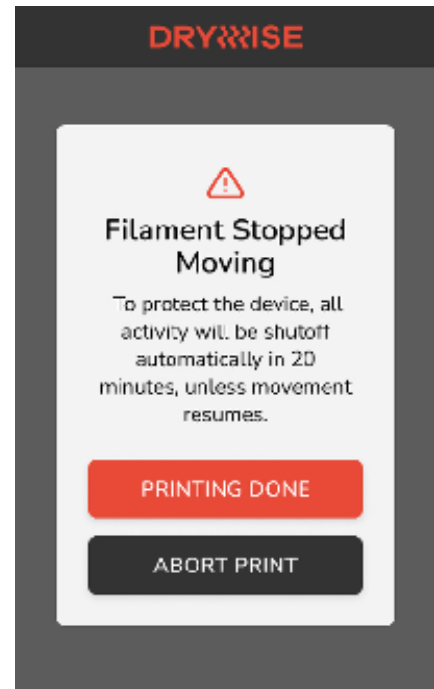 DRYWISE
Filament Stopped
Moving
To protect the device, all
activity will be shutoff
automatically in 20
minutes, unless movement
resumes.
PRINTING DONE
ABORT PRINT